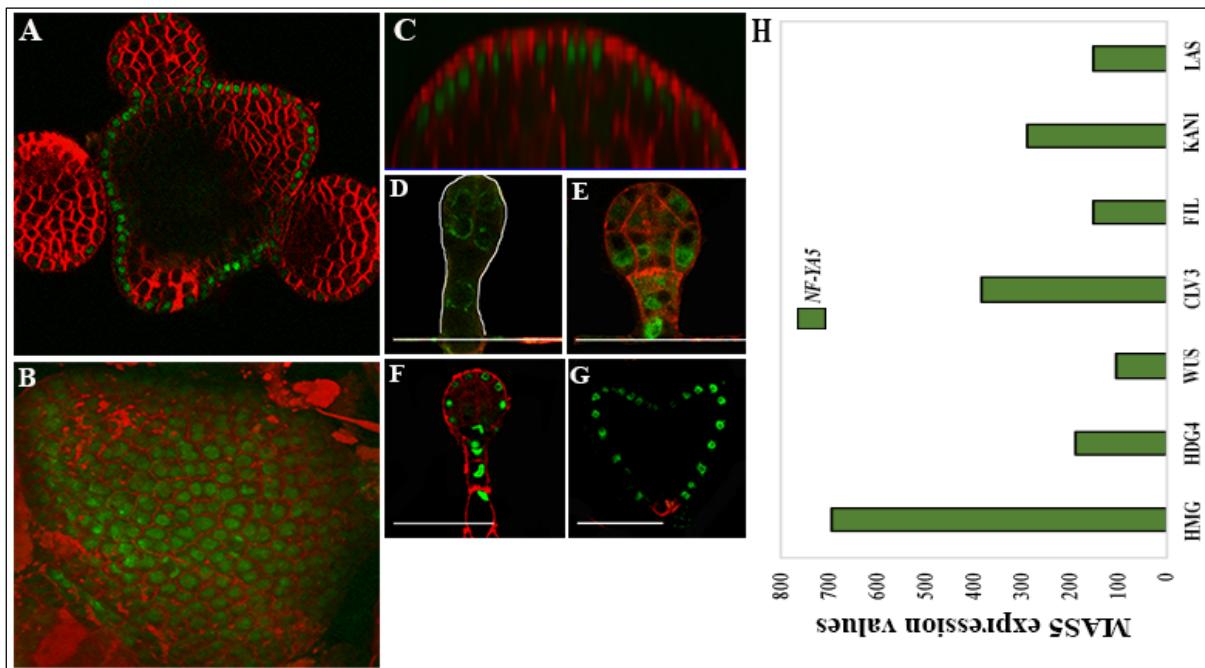 A
B
C
D
E
F
G
H
NF-YA5
MAS5 expression values
0
100
200
300
400
500
600
700
800
HMG
HDG4
WUS
CLV3
FIL
KAN1
LAS